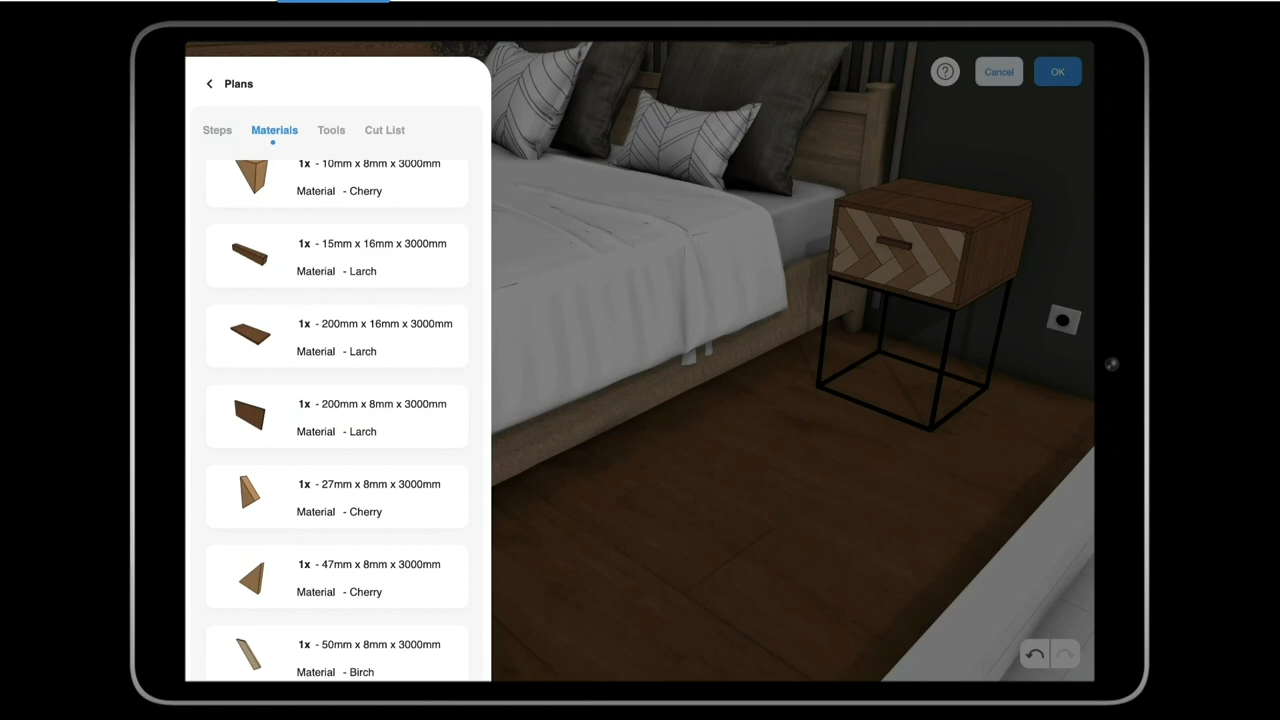 Plans
Steps Materials Tools Cut List
1x - 10mm x 8mm x 3000mm
Material - Cherry
1x - 15mm x 16mm x 3000mm
Material - Larch
1x - 200mm x 16mm x 3000mm
Material - Larch
1x - 200mm x 8mm x 3000mm
Material - Larch
1x - 27mm x 8mm x 3000mm
Material - Cherry
1x - 47mm x 8mm x 3000mm
Material - Cherry
1x - 50mm x 8mm x 3000mm
Material - Birch
? Cancel OK